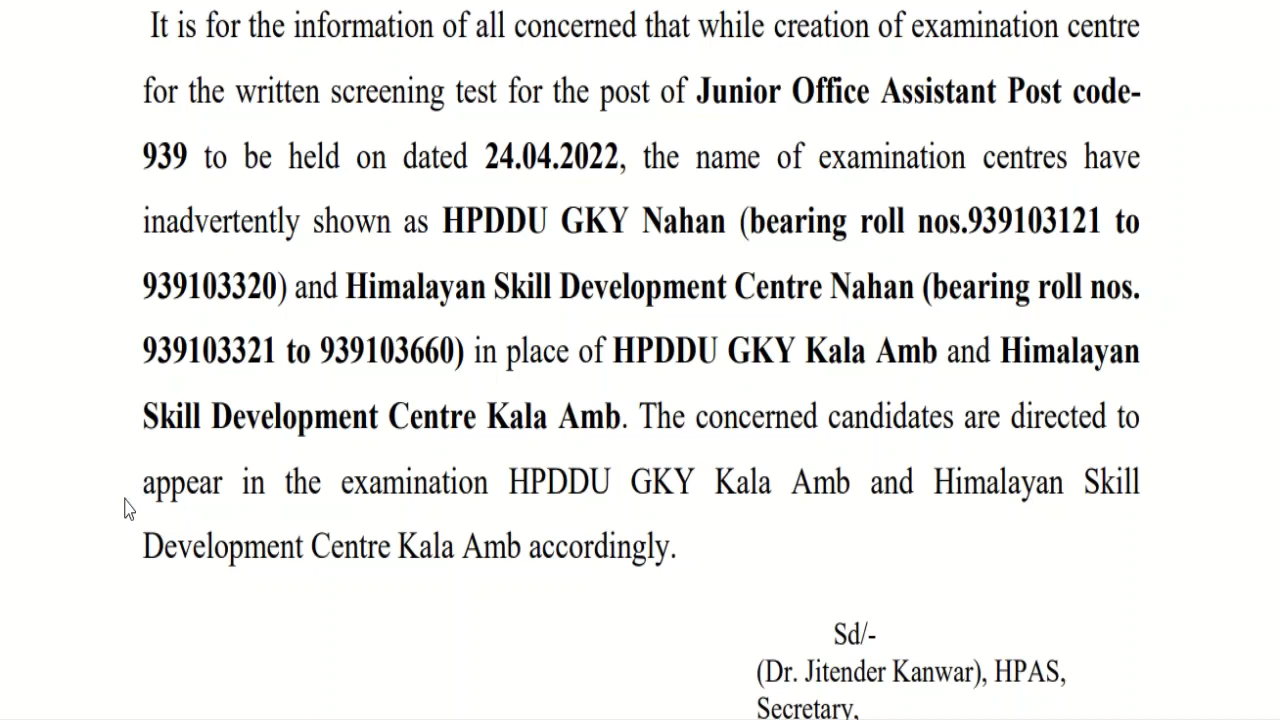 It is for the information of all concerned that while creation of examination centre
for the written screening test for the post of Junior Office Assistant Post code-
939 to be held on dated 24.04.2022, the name of examination centres have
inadvertently shown as HPDDU GKY Nahan (bearing roll nos.939103121 to
939103320) and Himalayan Skill Development Centre Nahan (bearing roll nos.
939103321 to 939103660) in place of HPDDU GKY Kala Amb and Himalayan
Skill Development Centre Kala Amb. The concerned candidates are directed to
appear in the examination HPDDU GKY Kala Amb and Himalayan Skill
Development Centre Kala Amb accordingly.
Sd/-
(Dr. Jitender Kanwar), HPAS,
Secretary,